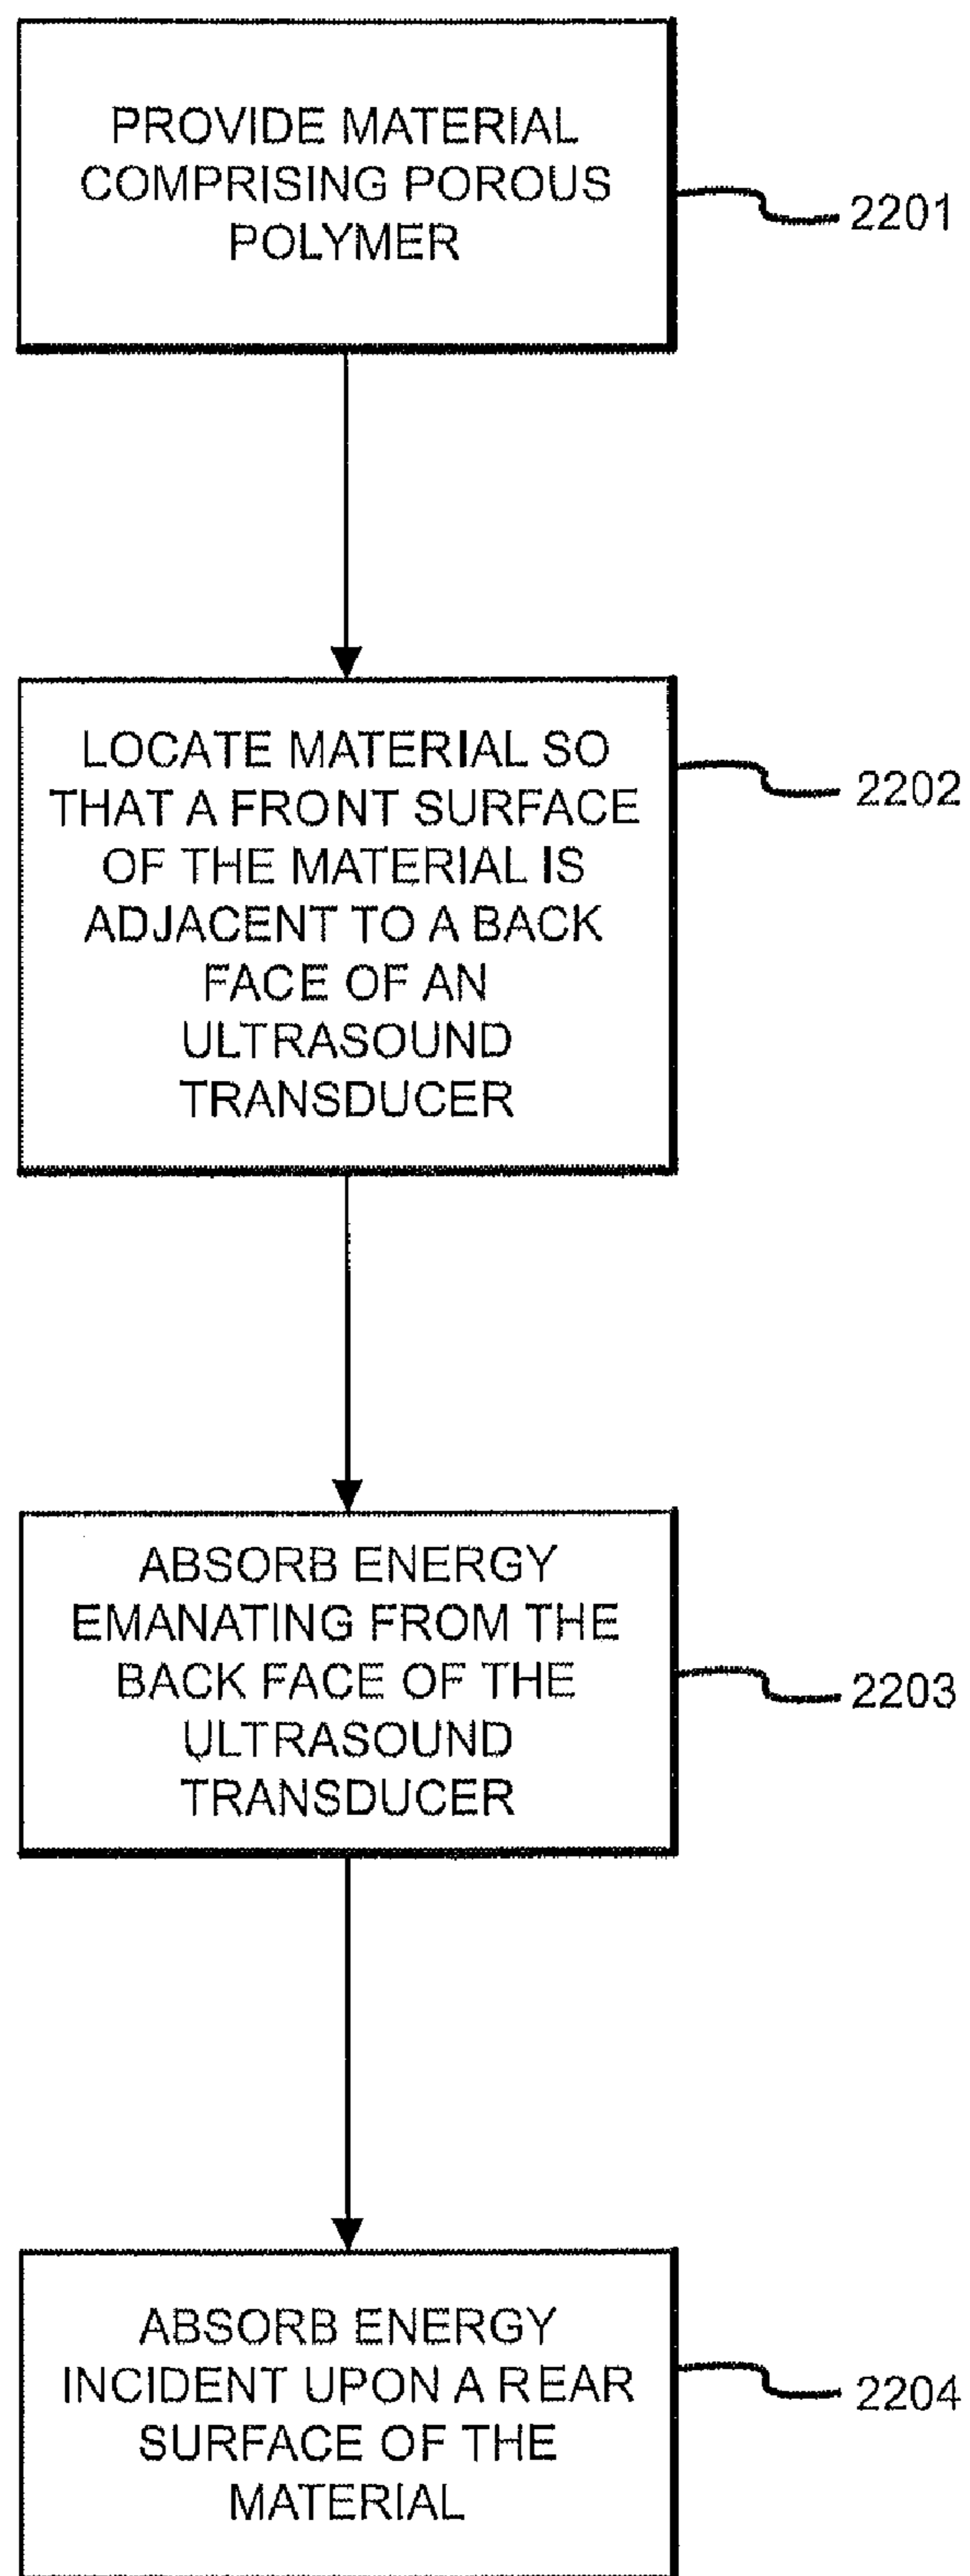 PROVIDE MATERIAL
COMPRISING POROUS
POLYMER
2201
LOCATE MATERIAL SO
THAT A FRONT SURFACE
OF THE MATERIAL IS
ADJACENT TO A BACK
FACE OF AN
ULTRASOUND
TRANSDUCER
2202
ABSORB ENERGY
EMANATING FROM THE
BACK FACE OF THE
ULTRASOUND
TRANSDUCER
2203
ABSORB ENERGY
INCIDENT UPON A REAR
SURFACE OF THE
MATERIAL
2204